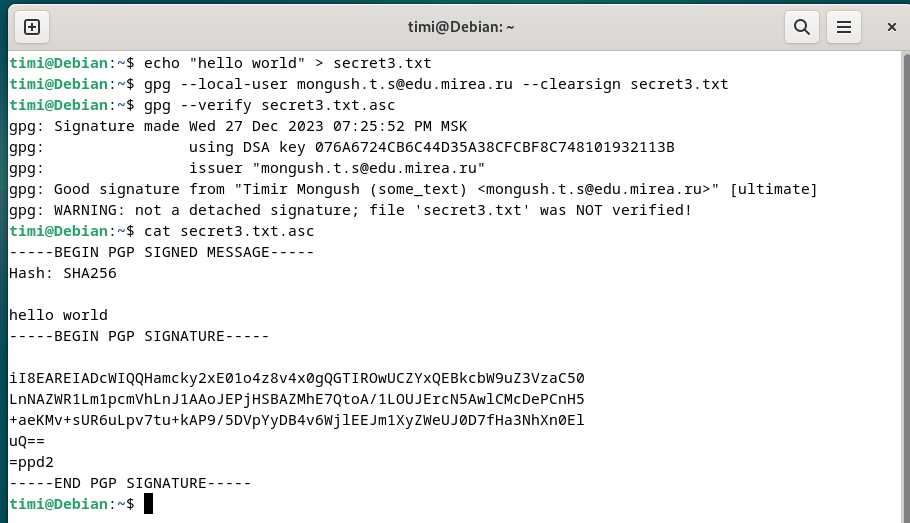 timi@Debian: ~
timi@Debian:~$ echo "hello world" > secret3.txt
timi@Debian:~$ gpg --local-user mongush.t.s@edu.mirea.ru --clearsign secret3.txt
timi@Debian:~$ gpg --verify secret3.txt.asc
gpg: Signature made Wed 27 Dec 2023 07:25:52 PM MSK
gpg:                using DSA key 076A6724CB6C44D35A38CFCBF8C748101932113B
gpg:                issuer "mongush.t.s@edu.mirea.ru"
gpg: Good signature from "Timir Mongush (some_text) <mongush.t.s@edu.mirea.ru>" [ultimate]
gpg: WARNING: not a detached signature; file 'secret3.txt' was NOT verified!
timi@Debian:~$ cat secret3.txt.asc
-----BEGIN PGP SIGNED MESSAGE-----
Hash: SHA256

hello world
-----BEGIN PGP SIGNATURE-----

iI8EAREIADcWIQQHamcky2xE01o4z8v4x0gQGTIROwUCZYxQEBkcbW9uZ3VzaC50
LnNAZWR1Lm1pcmVhLnJ1AAoJEPjHSBAZMhE7QtoA/1LOUJErcN5AwlCMcDePCnH5
+aeKMv+sUR6uLpv7tu+kAP9/5DVpYyDB4v6WjlEEJm1XyZWeUJ0D7fHa3NhXn0El
uQ==
=ppd2
-----END PGP SIGNATURE-----
timi@Debian:~$